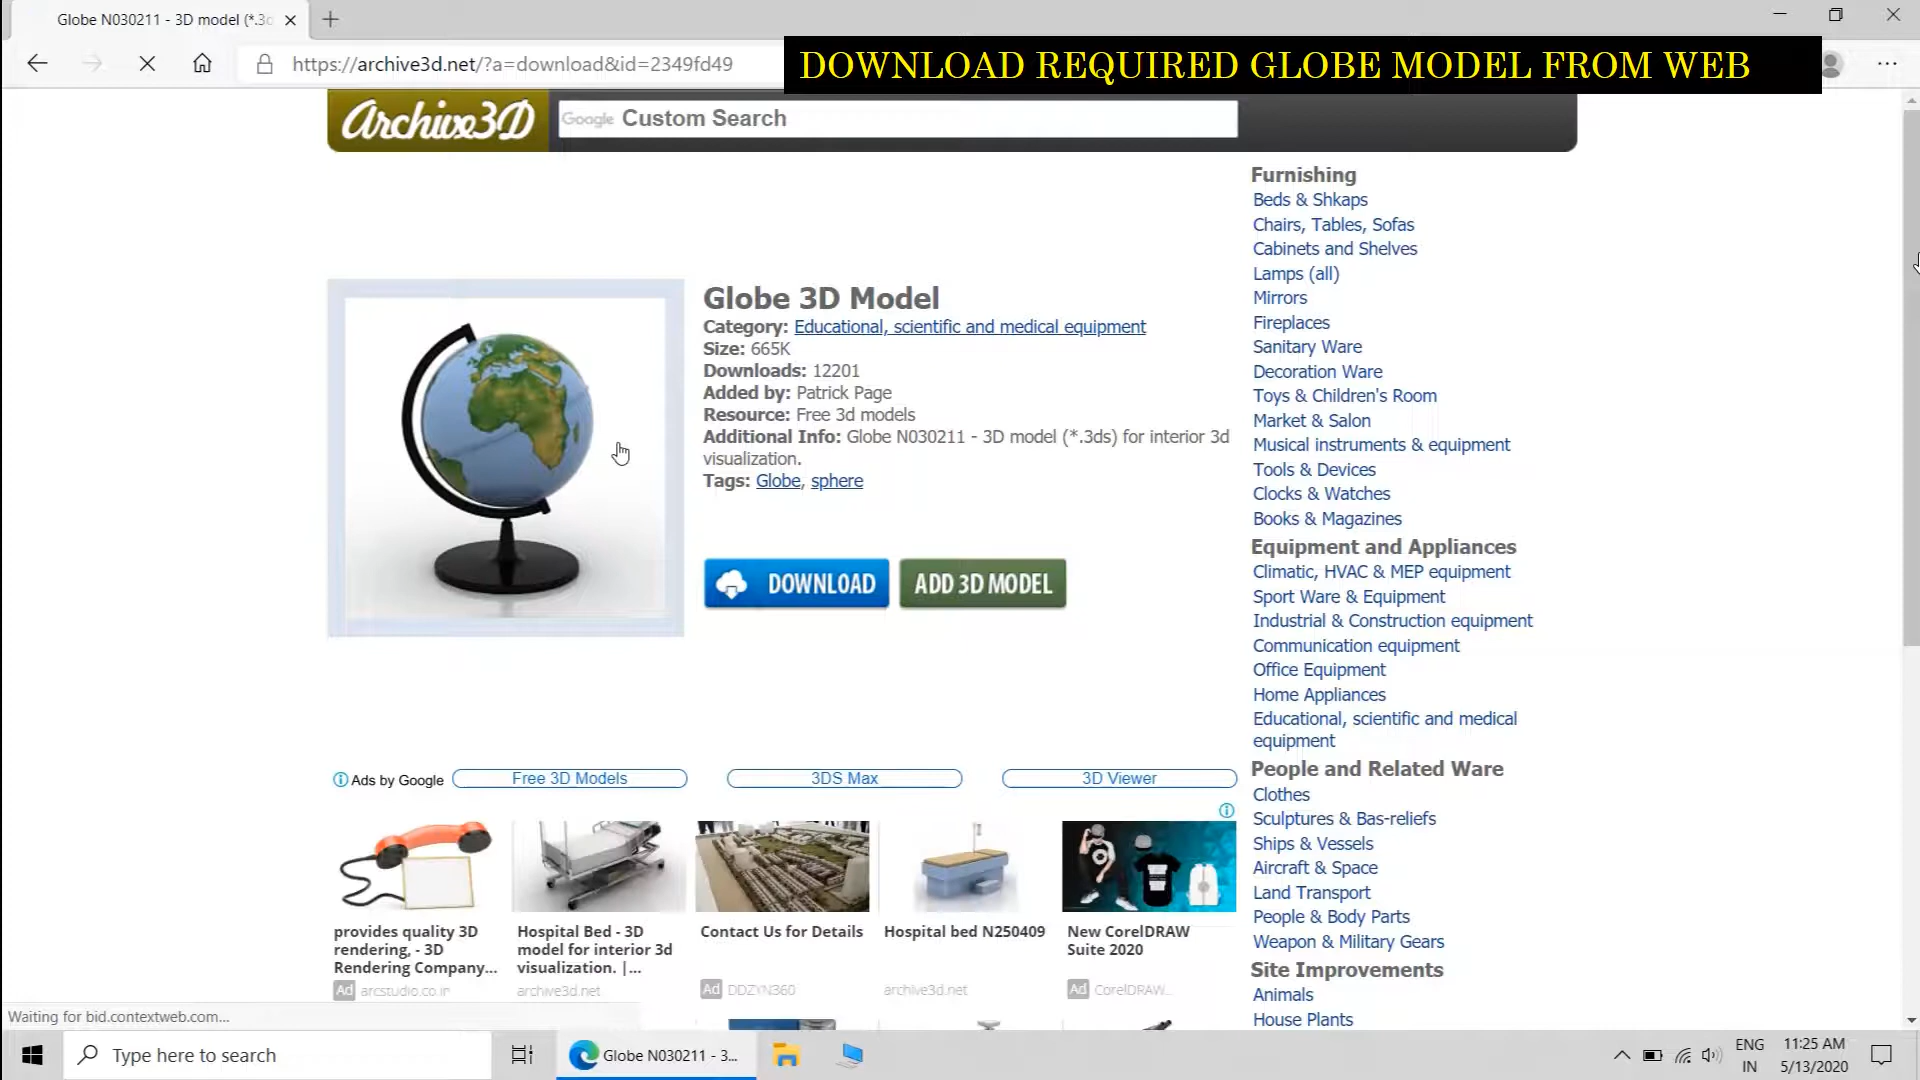 Globe N030211 - 3D model (*.3d
https://archive3d.net/?a=download&id=2349fd49
DOWNLOAD REQUIRED GLOBE MODEL FROM WEB
Archive3D
Google Custom Search
Globe 3D Model
Category: Educational, scientific and medical equipment
Size: 665K
Downloads: 12201
Added by: Patrick Page
Resource: Free 3d models
Additional Info: Globe N030211 - 3D model (*.3ds) for interior 3d
visualization.
Tags: Globe, sphere
DOWNLOAD
ADD 3D MODEL
Furnishing
Beds & Shkaps
Chairs, Tables, Sofas
Cabinets and Shelves
Lamps (all)
Mirrors
Fireplaces
Sanitary Ware
Decoration Ware
Toys & Children's Room
Market & Salon
Musical instruments & equipment
Tools & Devices
Clocks & Watches
Books & Magazines
Equipment and Appliances
Climatic, HVAC & MEP equipment
Sport Ware & Equipment
Industrial & Construction equipment
Communication equipment
Office Equipment
Home Appliances
Educational, scientific and medical
equipment
People and Related Ware
Clothes
Sculptures & Bas-reliefs
Ships & Vessels
Aircraft & Space
Land Transport
People & Body Parts
Weapon & Military Gears
Site Improvements
Animals
House Plants
Ads by Google
Free 3D Models
3DS Max
3D Viewer
provides quality 3D
rendering, - 3D
Rendering Company...
Ad arcstudio.co.in
Hospital Bed - 3D
model for interior 3d
visualization. |...
archive3d.net
Contact Us for Details
Ad DDZYN360
Hospital bed N250409
archive3d.net
New CorelDRAW
Suite 2020
Ad CorelDRAW...
Waiting for bid.contextweb.com...
Type here to search
Globe N030211 - 3...
ENG
IN
11:25 AM
5/13/2020